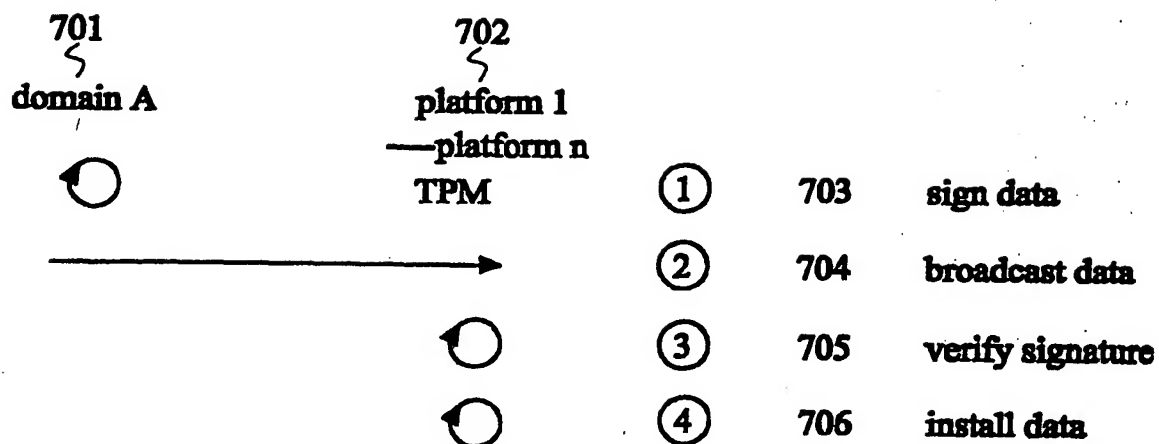 701
702
domain A
platform 1
—platform n
TPM
1 703 sign data
2 704 broadcast data
3 705 verify signature
4 706 install data